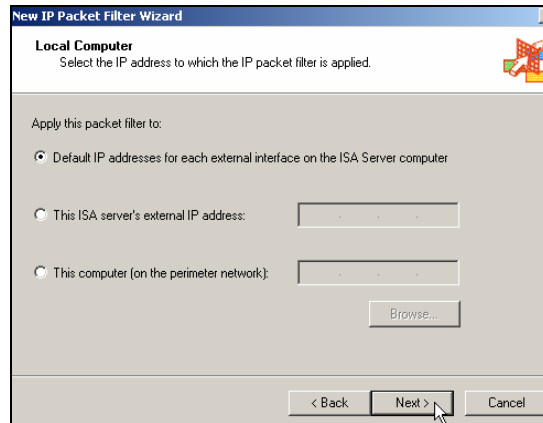 New IP Packet Filter Wizard
Local Computer
Select the IP address to which the IP packet filter is applied.
Apply this packet filter to:
Default IP addresses for each external interface on the ISA Server computer
This ISA server's external IP address:
This computer (on the perimeter network):
Browse...
< Back
Next >
Cancel